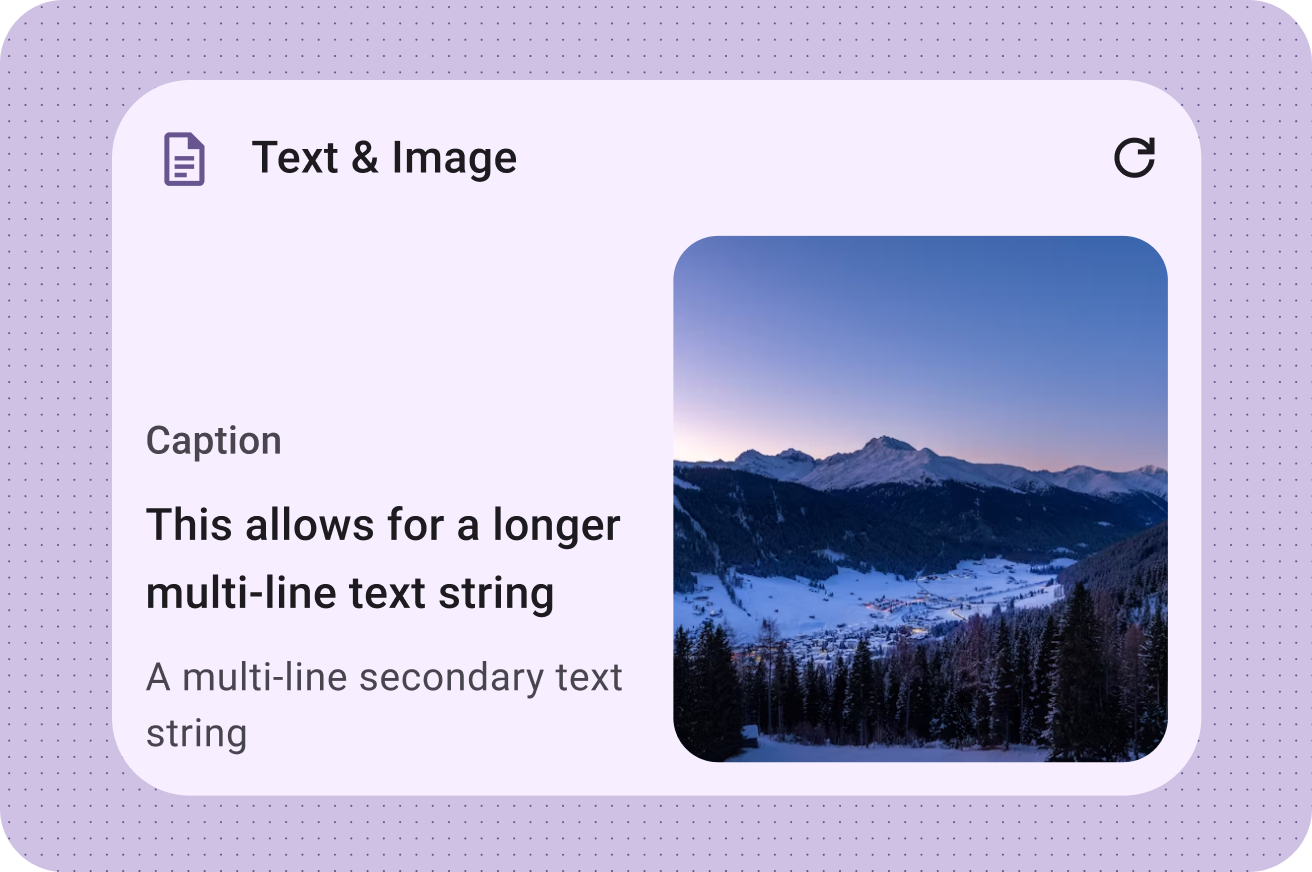 Text & Image
Caption
This allows for a longer
multi-line text string
A multi-line secondary text
string